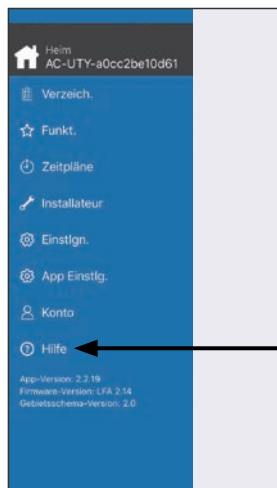 Heim
AC-UTY-a0cc2be10d61
Verzeich.
Funkt.
Zeitpläne
Installateur
Einstlgn.
App Einstlg.
Konto
Hilfe
App-Version: 2.2.19
Firmware-Version: LFA 2.14
Gebietsschema-Version: 2.0